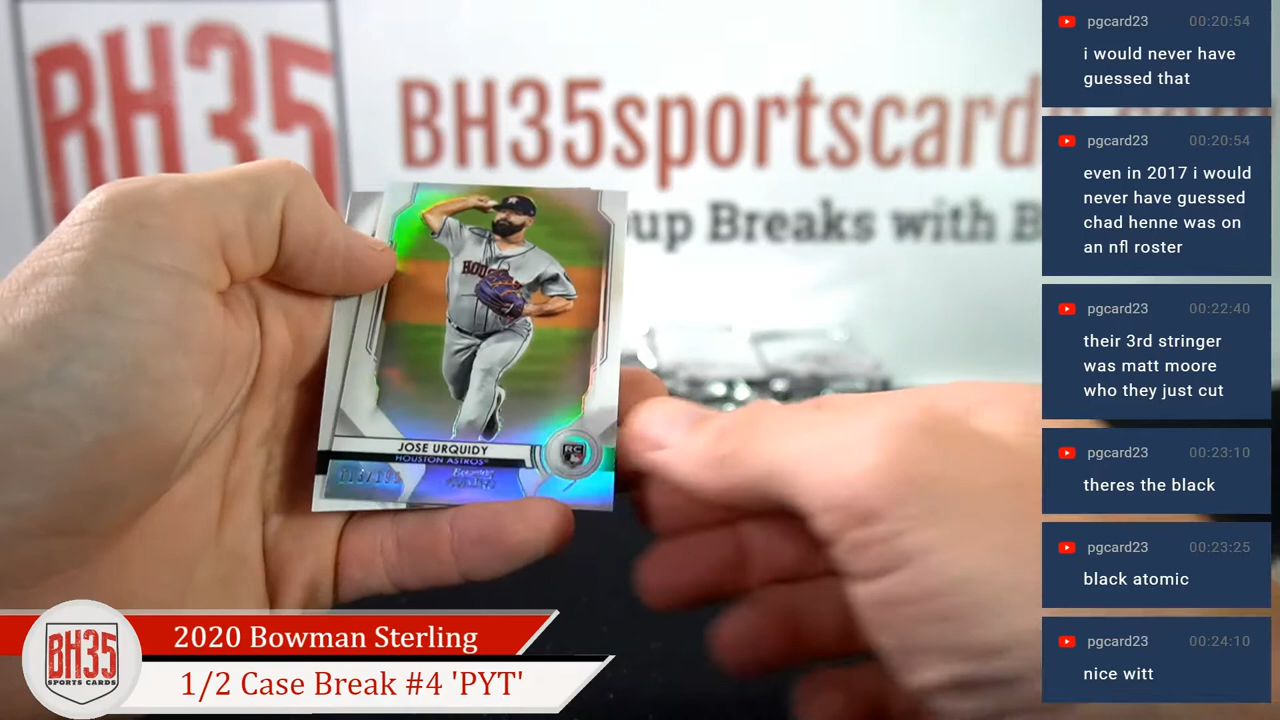 BH35
BH35sportscard
up Breaks with B
HOU
JOSE URQUIDY
HOUSTON ASTROS
RC
BH35
SPORTS CARDS
2020 Bowman Sterling
1/2 Case Break #4 'PYT'
pgcard23 00:20:54
i would never have
guessed that
pgcard23 00:20:54
even in 2017 i would
never have guessed
chad henne was on
an nfl roster
pgcard23 00:22:40
their 3rd stringer
was matt moore
who they just cut
pgcard23 00:23:10
theres the black
pgcard23 00:23:25
black atomic
pgcard23 00:24:10
nice witt